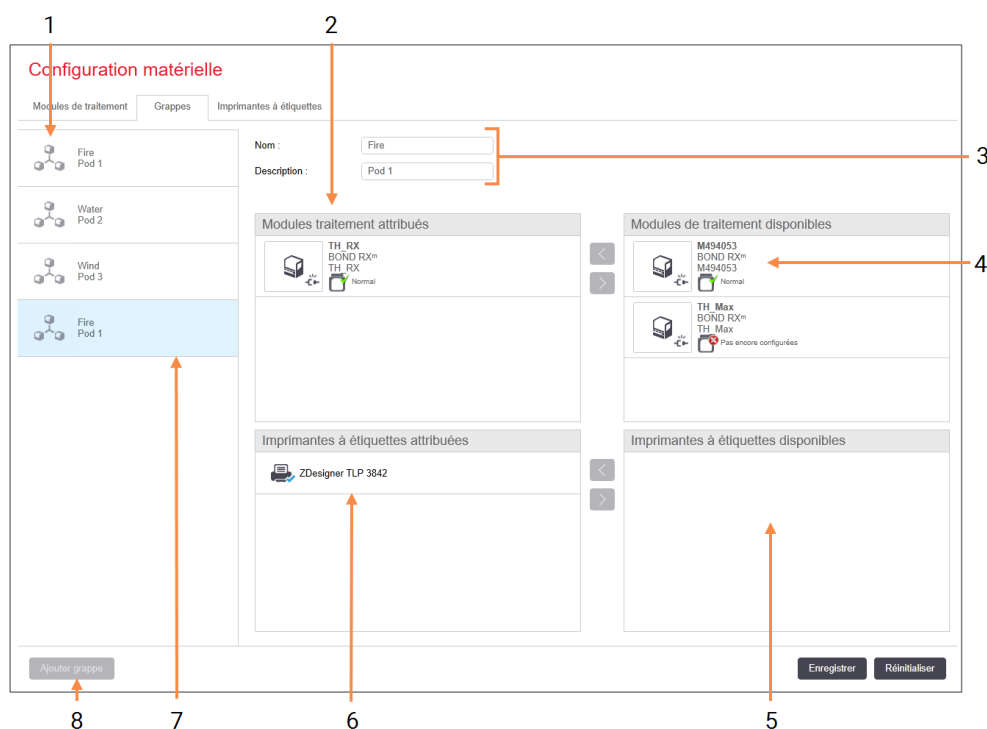 1
2
Configuration matérielle
Modules de traitement
Grappes
Imprimantes à étiquettes
Fire
Pod 1
Water
Pod 2
Wind
Pod 3
Fire
Pod 1
Nom :
Fire
Description :
Pod 1
3
Modules traitement attribués
TH_RX
BOND RXᵐ
TH_RX
Normal
<
>
Modules de traitement disponibles
M494053
BOND RXᵐ
M494053
Normal
4
TH_Max
BOND RXᵐ
TH_Max
Pas encore configurées
Imprimantes à étiquettes attribuées
ZDesigner TLP 3842
<
>
Imprimantes à étiquettes disponibles
Ajouter grappe
Enregistrer
Réinitialiser
8
7
6
5